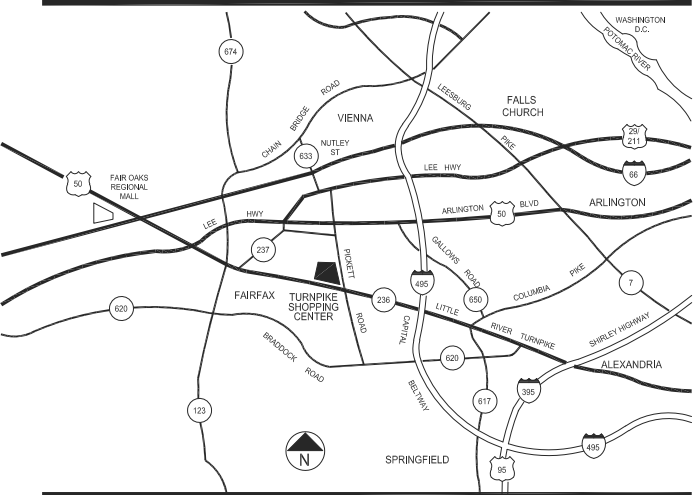 WASHINGTON
D.C.
POTOMAC RIVER
674
LEESBURG
PIKE
CHAIN BRIDGE ROAD
VIENNA
FALLS
CHURCH
29/
211
NUTLEY
ST
633
LEE HWY
66
50
FAIR OAKS
REGIONAL
MALL
LEE HWY
ARLINGTON 50 BLVD
ARLINGTON
237
PICKETT
ROAD
GALLOWS
ROAD
495
650
COLUMBIA PIKE
7
FAIRFAX
TURNPIKE
SHOPPING
CENTER
236
LITTLE
RIVER TURNPIKE
620
BRADDOCK
ROAD
CAPITAL
BELTWAY
620
SHIRLEY HIGHWAY
ALEXANDRIA
395
123
617
N
SPRINGFIELD
95
495